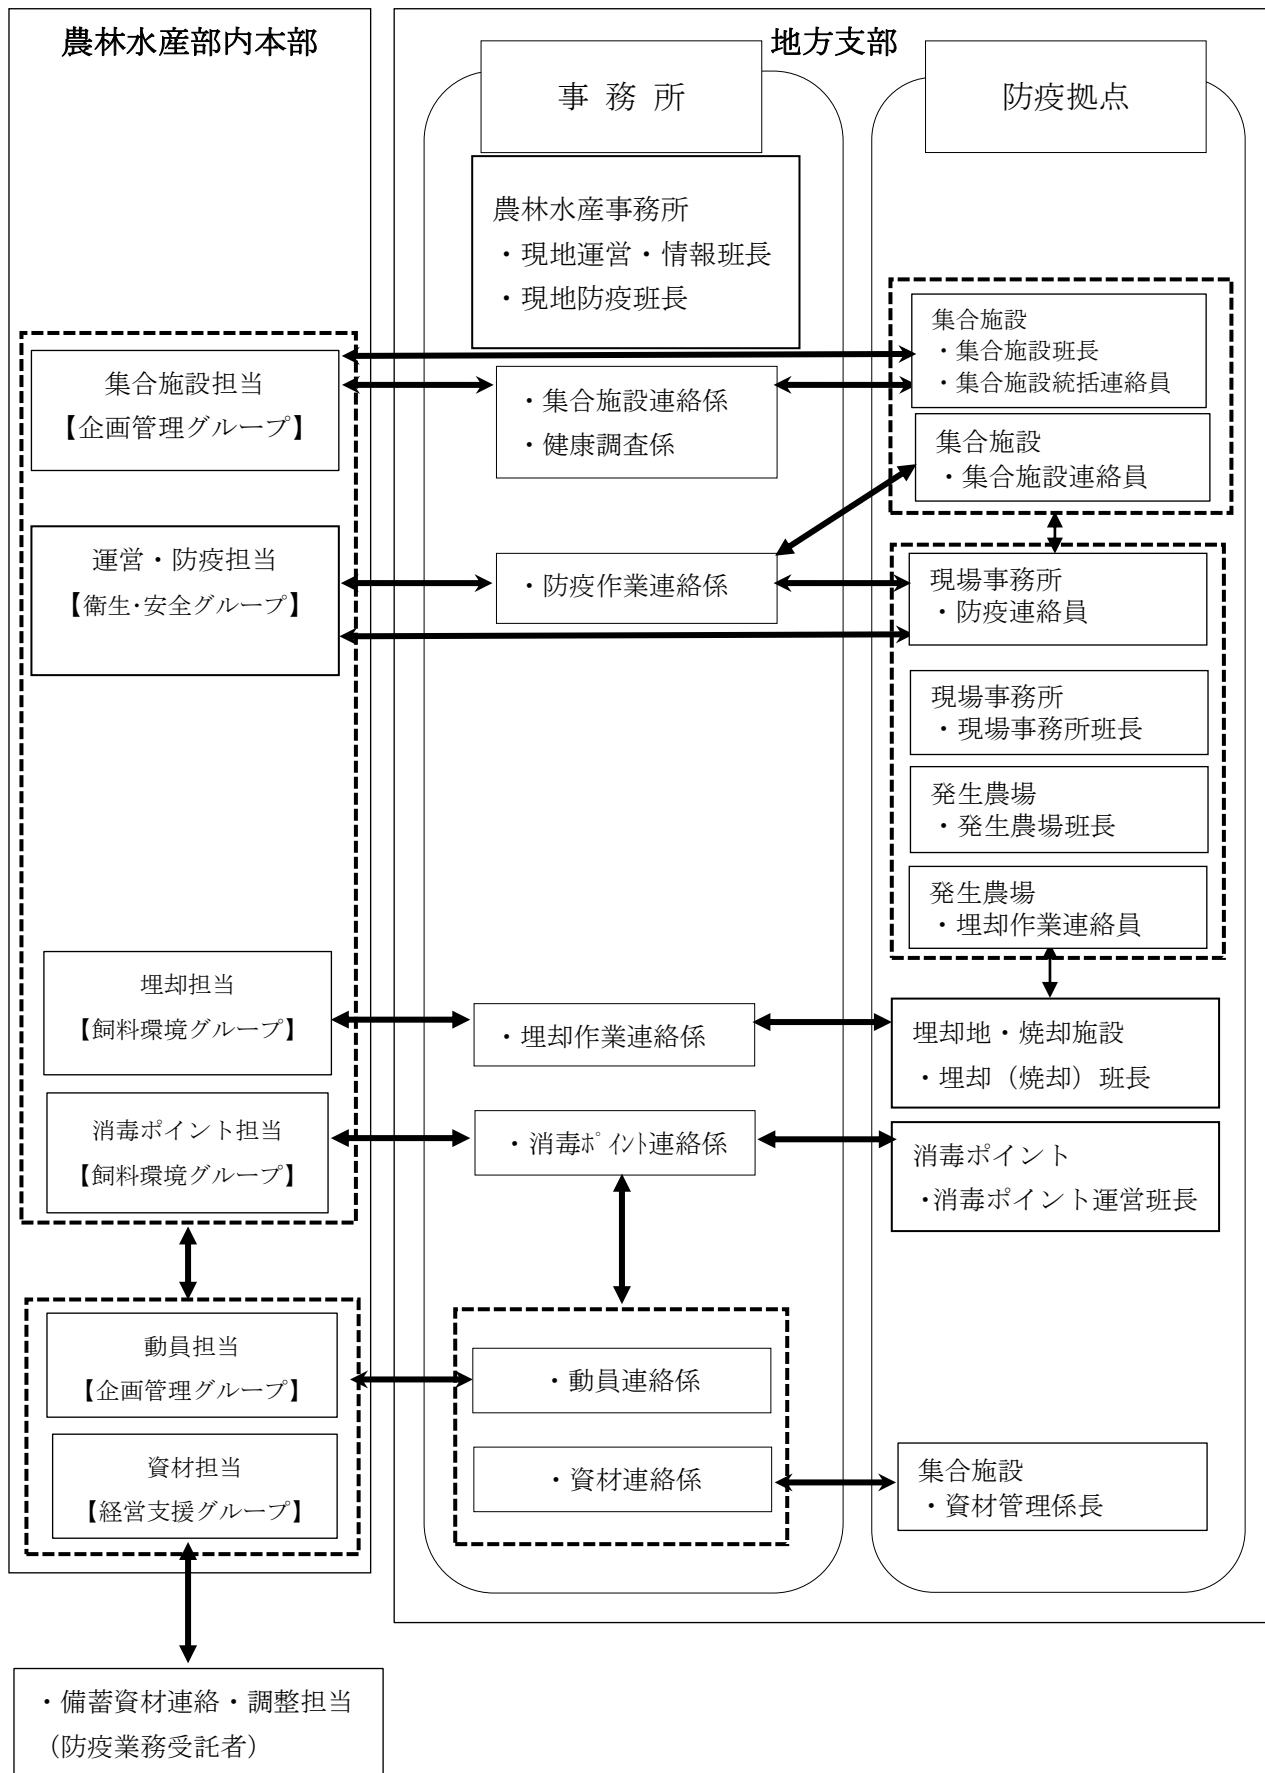 農林水産部内本部
集合施設担当
【企画管理グループ】
運営・防疫担当
【衛生･安全グループ】
埋却担当
【飼料環境グループ】
消毒ポイント担当
【飼料環境グループ】
動員担当
【企画管理グループ】
資材担当
【経営支援グループ】
・備蓄資材連絡・調整担当
（防疫業務受託者）
地方支部
事 務 所
農林水産事務所
・現地運営・情報班長
・現地防疫班長
・集合施設連絡係
・健康調査係
・防疫作業連絡係
・埋却作業連絡係
・消毒ﾎﾟｲﾝﾄ連絡係
・動員連絡係
・資材連絡係
防疫拠点
集合施設
・集合施設班長
・集合施設統括連絡員
集合施設
・集合施設連絡員
現場事務所
・防疫連絡員
現場事務所
・現場事務所班長
発生農場
・発生農場班長
発生農場
・埋却作業連絡員
埋却地・焼却施設
・埋却（焼却）班長
消毒ポイント
・消毒ポイント運営班長
集合施設
・資材管理係長